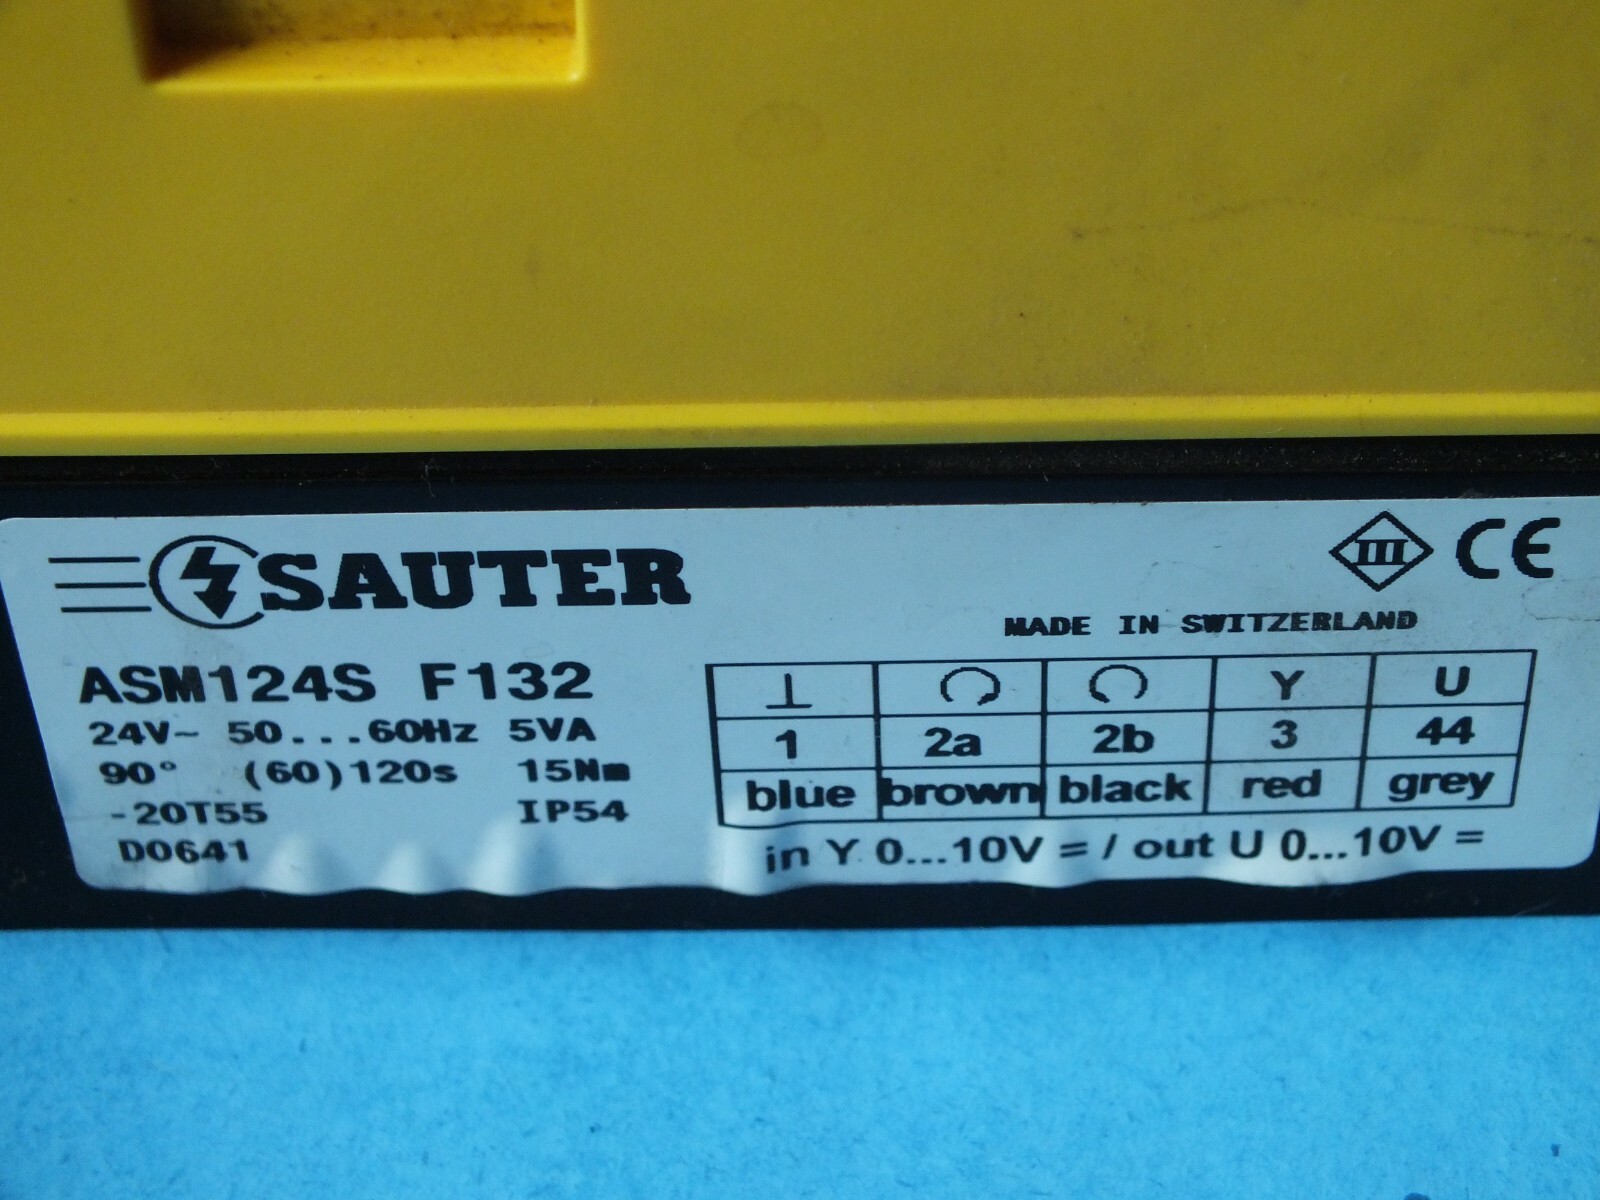 SAUTER
III CE
MADE IN SWITZERLAND
ASM124S F132
24V~ 50...60Hz 5VA
90° (60)120s 15Nm
-20T55 IP54
D0641
⊥ ↻ ↺ Y U
1 2a 2b 3 44
blue brown black red grey
in Y 0...10V = / out U 0...10V =